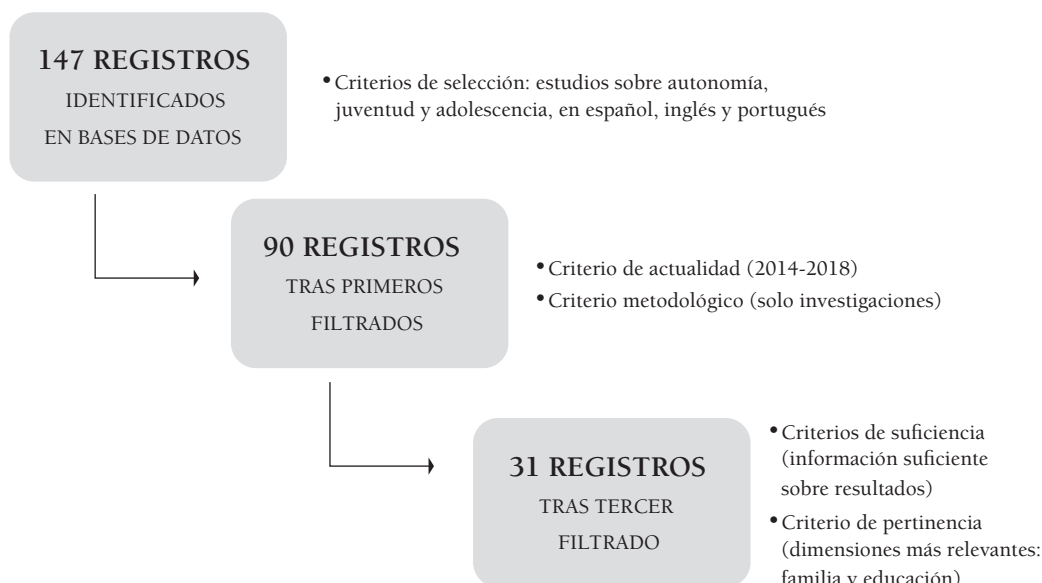 147 REGISTROS
IDENTIFICADOS
EN BASES DE DATOS
• Criterios de selección: estudios sobre autonomía,
juventud y adolescencia, en español, inglés y portugués
90 REGISTROS
TRAS PRIMEROS
FILTRADOS
• Criterio de actualidad (2014-2018)
• Criterio metodológico (solo investigaciones)
31 REGISTROS
TRAS TERCER
FILTRADO
• Criterios de suficiencia
(información suficiente
sobre resultados)
• Criterio de pertinencia
(dimensiones más relevantes:
familia y educación)